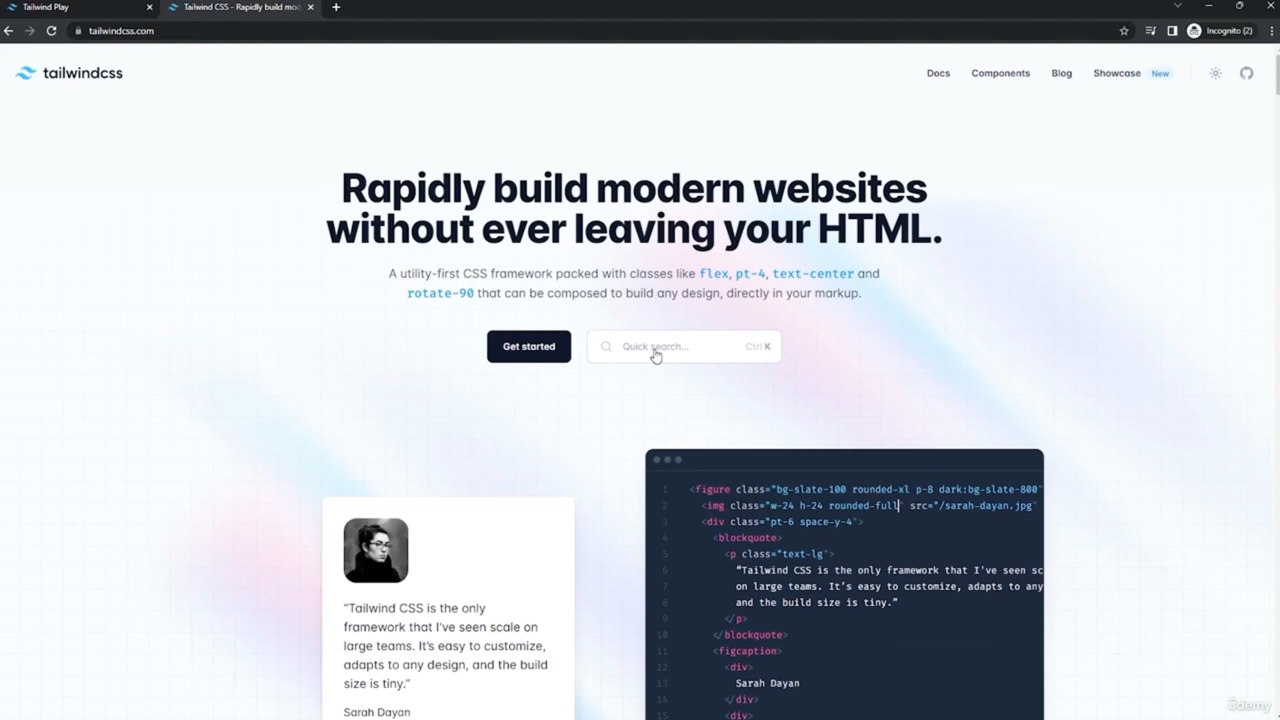 Tailwind Play
Tailwind CSS - Rapidly build mod
tailwindcss.com
Incognito (2)
tailwindcss
Docs
Components
Blog
Showcase
New
Rapidly build modern websites
without ever leaving your HTML.
A utility-first CSS framework packed with classes like flex, pt-4, text-center and
rotate-90 that can be composed to build any design, directly in your markup.
Get started
Quick search...
Ctrl K
1 <figure class="bg-slate-100 rounded-xl p-8 dark:bg-slate-800"
2 <img class="w-24 h-24 rounded-full" src="/sarah-dayan.jpg"
3 <div class="pt-6 space-y-4">
4 <blockquote>
5 <p class="text-lg">
6 “Tailwind CSS is the only framework that I've seen sc
7 on large teams. It’s easy to customize, adapts to any
8 and the build size is tiny.”
9 </p>
10 </blockquote>
11 <figcaption>
12 <div>
13 Sarah Dayan
14 </div>
15 <div>
“Tailwind CSS is the only
framework that I've seen scale on
large teams. It’s easy to customize,
adapts to any design, and the build
size is tiny.”
Sarah Dayan
ûdemy